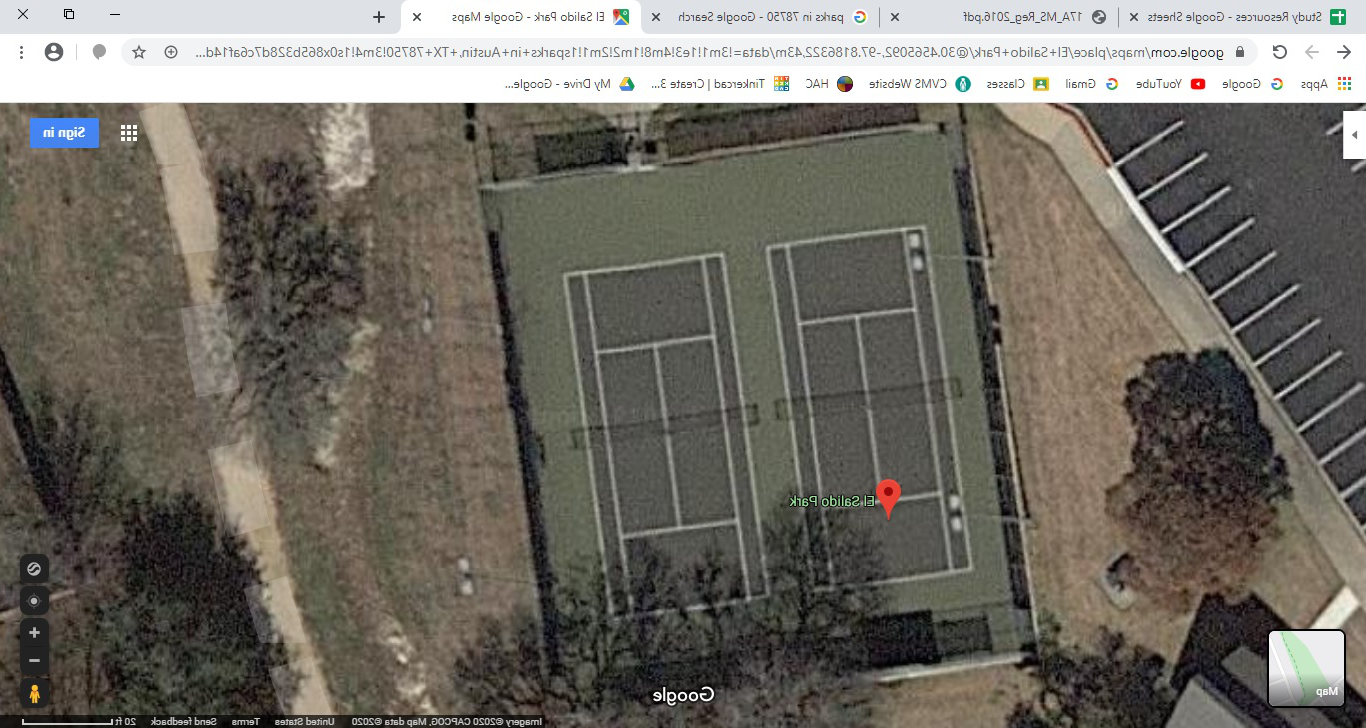 Study Resources - Google Sheets 17A_MS_Reg_2016.pdf parks in 78750 - Google Search El Salido Park - Google Maps
google.com/maps/place/El+Salido+Park/@30.4565092,-97.8186322,43m/data=!3m1!1e3!4m8!1m2!2m1!1sparks+in+Austin,+TX+78750!3m4!1s0x865b328d7c6af14d...
Apps Google YouTube Gmail Classes CVMS Website HAC Tinkercad | Create 3... My Drive - Google...
Sign in
El Salido Park
Map
Google
Imagery ©2020 CAPCOG, Map data ©2020 United States Terms Send feedback 20 ft